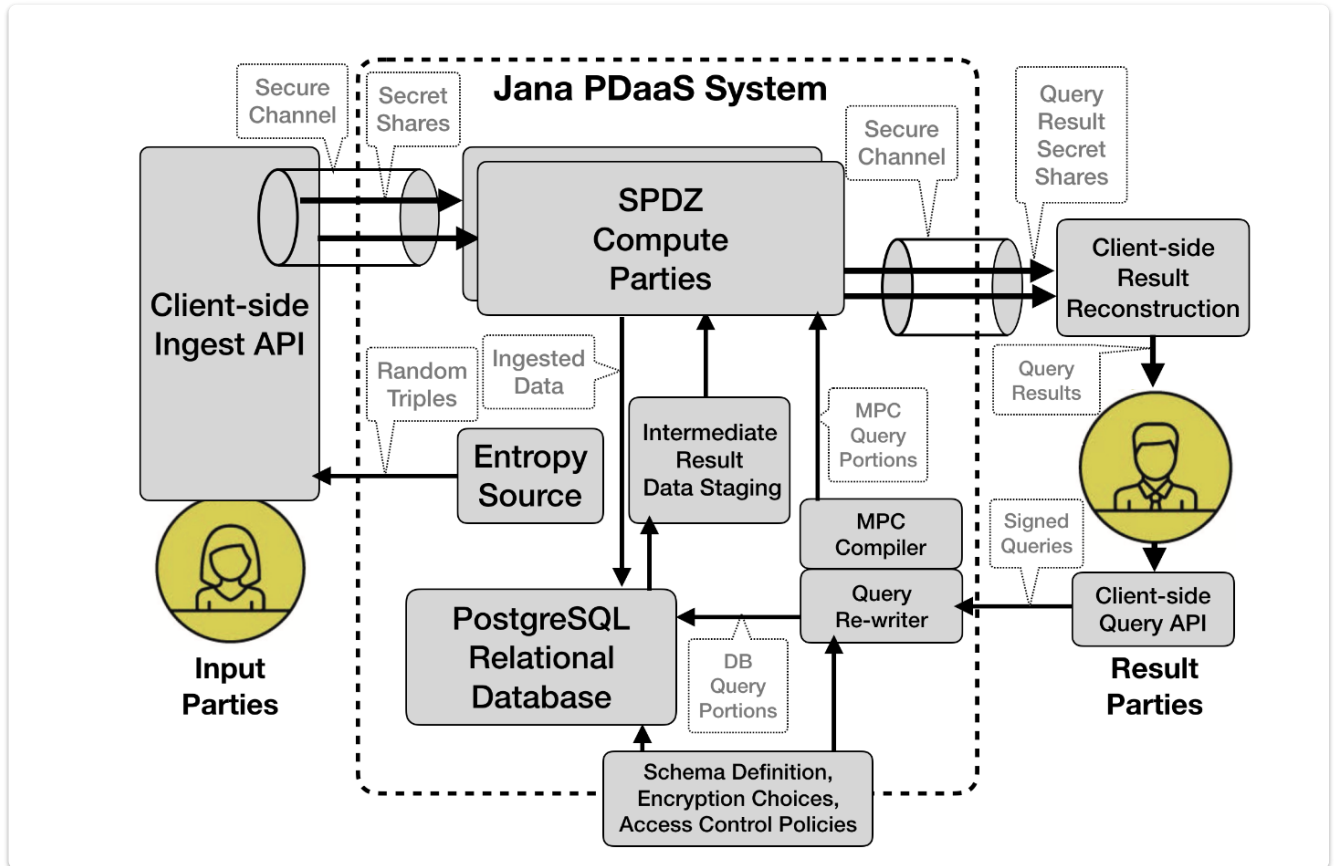 Jana PDaaS System
Secure
Channel
Secret
Shares
Secure
Channel
Query
Result
Secret
Shares
SPDZ
Compute
Parties
Client-side
Result
Reconstruction
Client-side
Ingest API
Random
Triples
Ingested
Data
Query
Results
MPC
Query
Portions
Intermediate
Result
Data Staging
Entropy
Source
MPC
Compiler
Signed
Queries
Query
Re-writer
Client-side
Query API
PostgreSQL
Relational
Database
DB
Query
Portions
Input
Parties
Result
Parties
Schema Definition,
Encryption Choices,
Access Control Policies